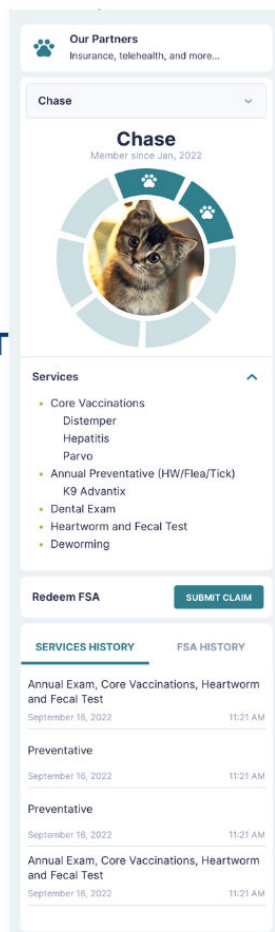 Our Partners
Insurance, telehealth, and more...
Chase
Chase
Member since Jan, 2022
T
Services
Core Vaccinations
Distemper
Hepatitis
Parvo
Annual Preventative (HW/Flea/Tick)
K9 Advantix
Dental Exam
Heartworm and Fecal Test
Deworming
Redeem FSA SUBMIT CLAIM
SERVICES HISTORY FSA HISTORY
Annual Exam, Core Vaccinations, Heartworm
and Fecal Test
September 16, 2022 11:21 AM
Preventative
September 16, 2022 11:21 AM
Preventative
September 16, 2022 11:21 AM
Annual Exam, Core Vaccinations, Heartworm
and Fecal Test
September 16, 2022 11:21 AM